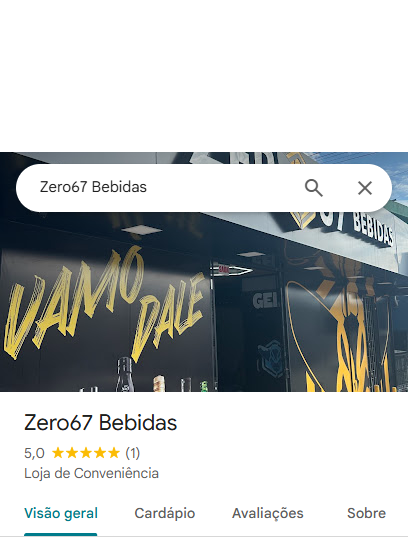 Zero67 Bebidas
67 BEBIDAS
VAMO
DALE
GEL
Zero67 Bebidas
5,0 ★★★★★ (1)
Loja de Conveniência
Visão geral Cardápio Avaliações Sobre